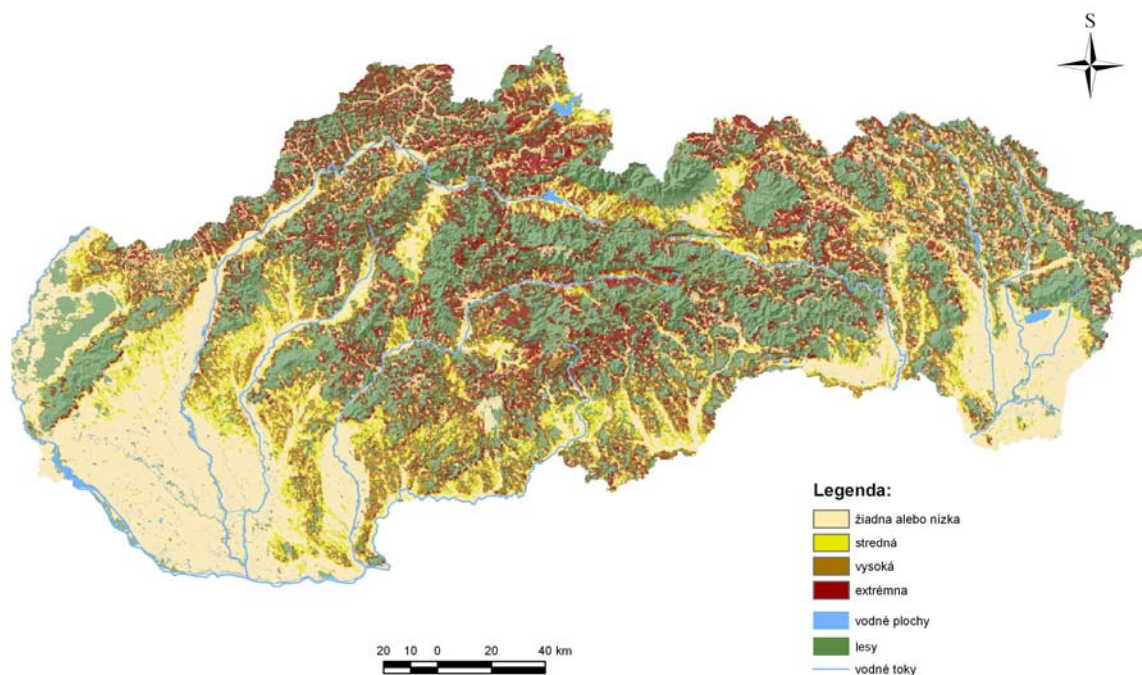 S
Legenda:
žiadna alebo nízka
stredná
vysoká
extrémna
vodné plochy
lesy
vodné toky
20 10 0 20 40 km